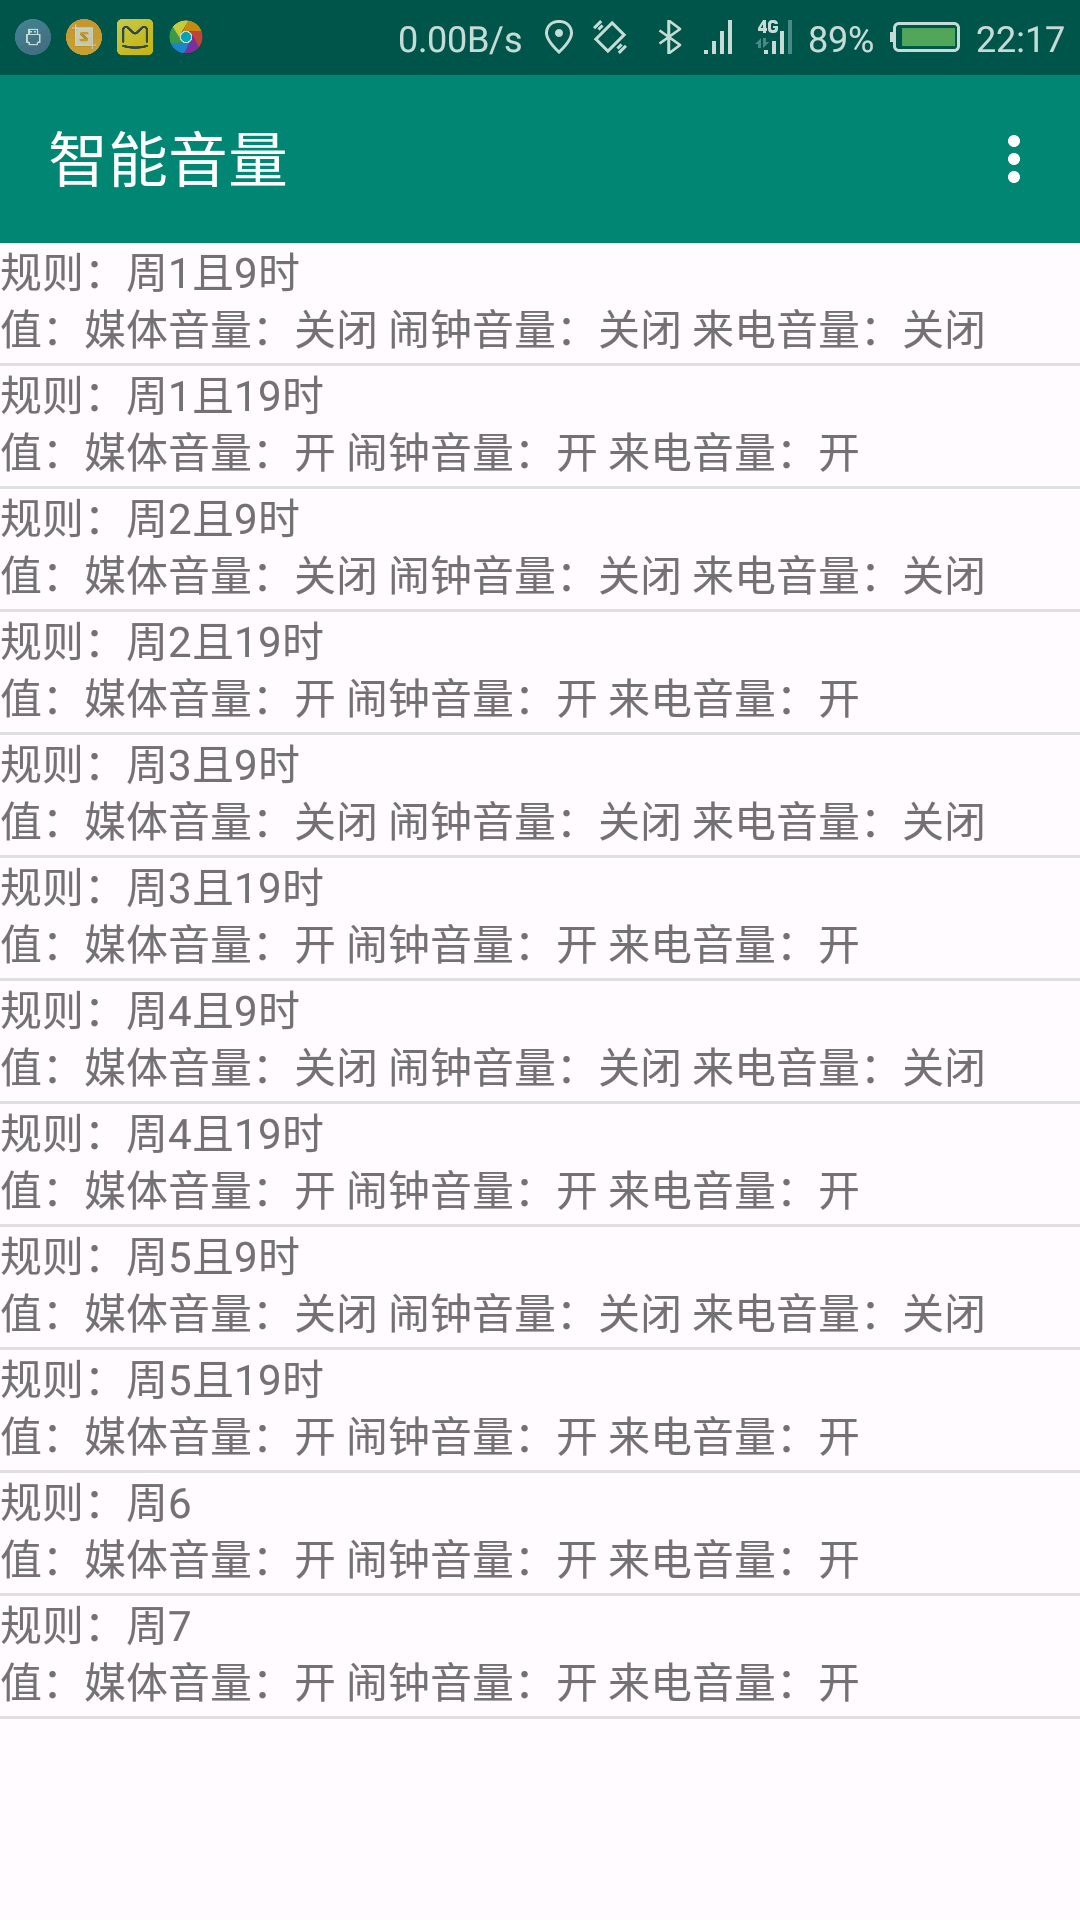 0.00B/s 4G 89% 22:17
智能音量
规则：周1且9时
值：媒体音量：关闭 闹钟音量：关闭 来电音量：关闭
规则：周1且19时
值：媒体音量：开 闹钟音量：开 来电音量：开
规则：周2且9时
值：媒体音量：关闭 闹钟音量：关闭 来电音量：关闭
规则：周2且19时
值：媒体音量：开 闹钟音量：开 来电音量：开
规则：周3且9时
值：媒体音量：关闭 闹钟音量：关闭 来电音量：关闭
规则：周3且19时
值：媒体音量：开 闹钟音量：开 来电音量：开
规则：周4且9时
值：媒体音量：关闭 闹钟音量：关闭 来电音量：关闭
规则：周4且19时
值：媒体音量：开 闹钟音量：开 来电音量：开
规则：周5且9时
值：媒体音量：关闭 闹钟音量：关闭 来电音量：关闭
规则：周5且19时
值：媒体音量：开 闹钟音量：开 来电音量：开
规则：周6
值：媒体音量：开 闹钟音量：开 来电音量：开
规则：周7
值：媒体音量：开 闹钟音量：开 来电音量：开